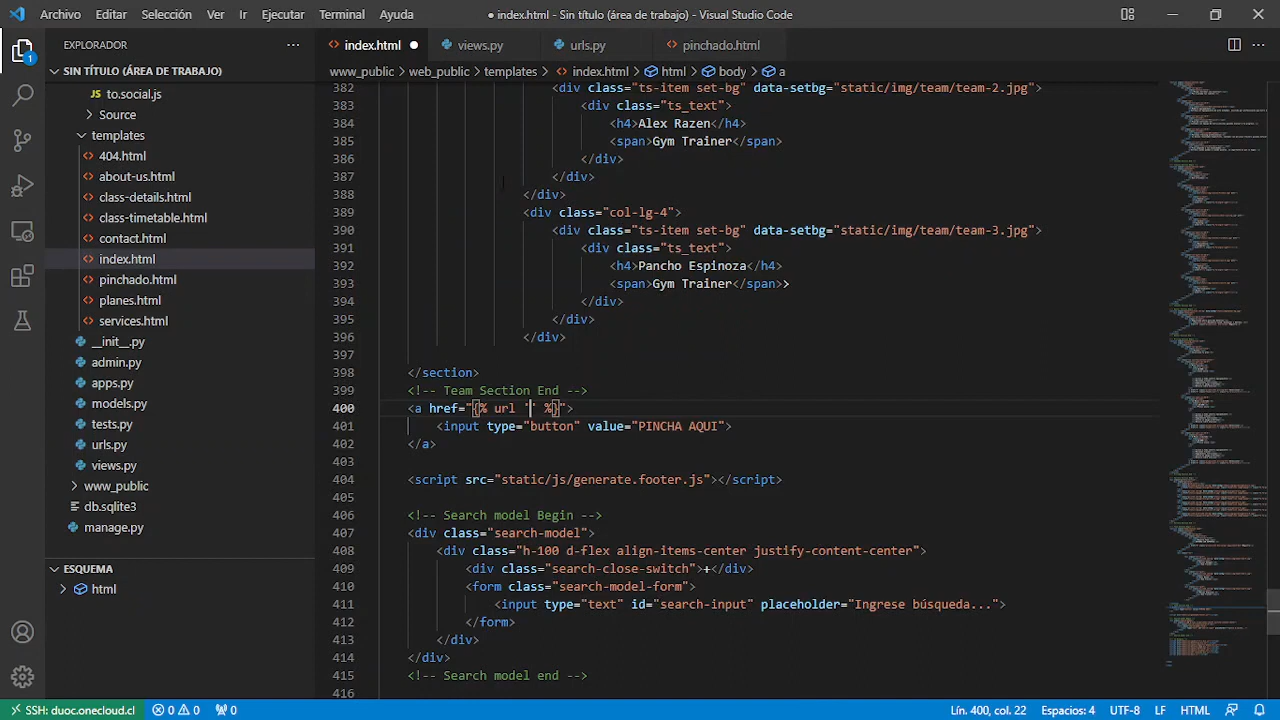 Archivo Editar Selección Ver Ir Ejecutar Terminal Ayuda
● index.html - Sin título (área de trabajo) - Visual Studio Code
EXPLORADOR
index.html
views.py
urls.py
pinchado.html
SIN TÍTULO (ÁREA DE TRABAJO)
www_public > web_public > templates > index.html > html > body > a
to.social.js
Source
templates
404.html
about-us.html
class-details.html
class-timetable.html
contact.html
index.html
pinchado.html
planes.html
services.html
__init__.py
admin.py
apps.py
models.py
tests.py
urls.py
views.py
www_public
db.sqlite3
manage.py
ESQUEMA
html
1
382 <div class="ts-item set-bg" data-setbg="static/img/team/team-2.jpg">
383 <div class="ts_text">
384 <h4>Alex Razen</h4>
385 <span>Gym Trainer</span>
386 </div>
387 </div>
388 </div>
389 <div class="col-lg-4">
390 <div class="ts-item set-bg" data-setbg="static/img/team/team-3.jpg">
391 <div class="ts_text">
392 <h4>Pancho Espinoza</h4>
393 <span>Gym Trainer</span>>
394 </div>
395 </div>
396 </div>
397
398 </section>
399 <!-- Team Section End -->
400 <a href="{% url '' %}">
401 <input type="button" value="PINCHA AQUI">
402 </a>
403
404 <script src="static/js/generate.footer.js"></script>
405
406 <!-- Search model Begin -->
407 <div class="search-model">
408 <div class="h-100 d-flex align-items-center justify-content-center">
409 <div class="search-close-switch">+</div>
410 <form class="search-model-form">
411 <input type="text" id="search-input" placeholder="Ingrese búsqueda...">
412 </form>
413 </div>
414 </div>
415 <!-- Search model end -->
416
SSH: duoc.onecloud.cl 0 0 0 Lín. 400, col. 22 Espacios: 4 UTF-8 LF HTML